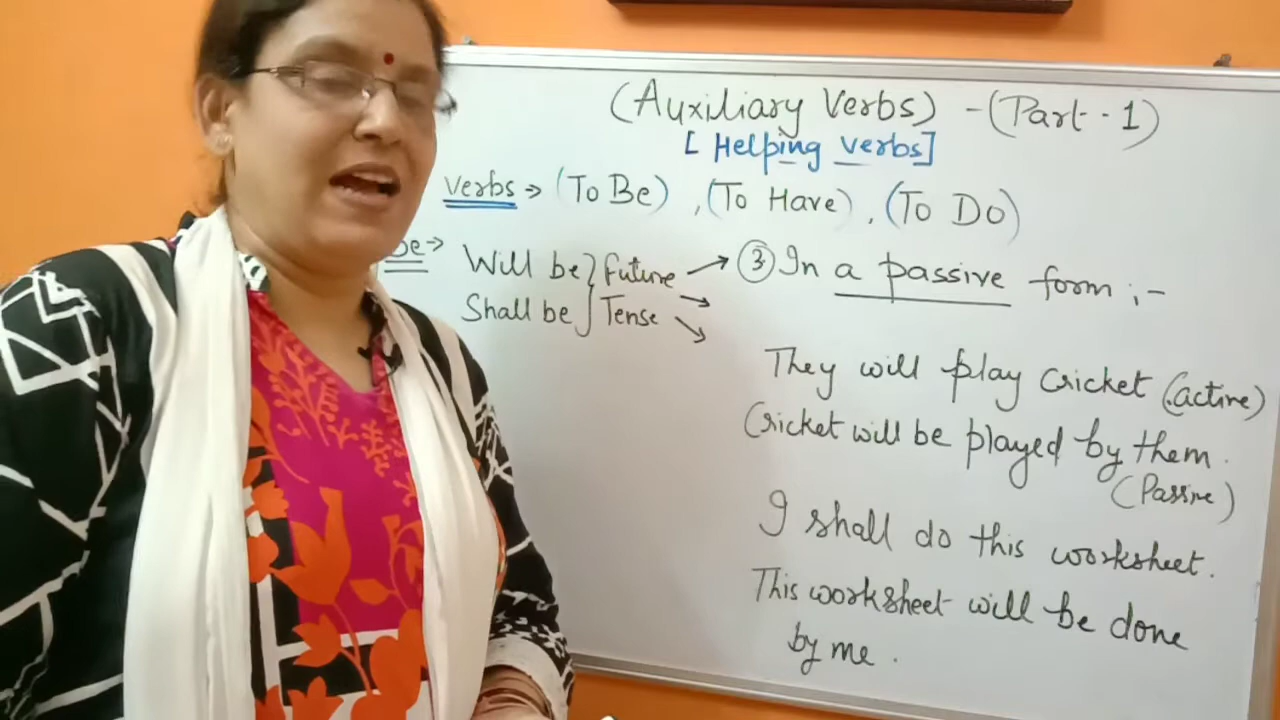 (Auxiliary Verbs) - (Part - 1)
[Helping verbs]
Verbs → (To Be), (To Have), (To Do)
be → Will be } Future → ③ In a passive form :-
Shall be } Tense → ↘
They will play cricket (active)
Cricket will be played by them.
(Passive)
I shall do this worksheet.
This worksheet will be done
by me.